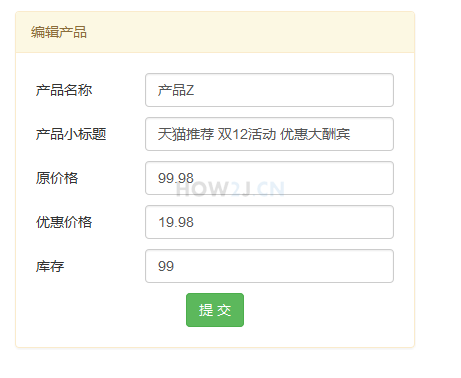 编辑产品
产品名称 产品Z
产品小标题 天猫推荐 双12活动 优惠大酬宾
原价格 99.98
HOW2J.CN
优惠价格 19.98
库存 99
提 交